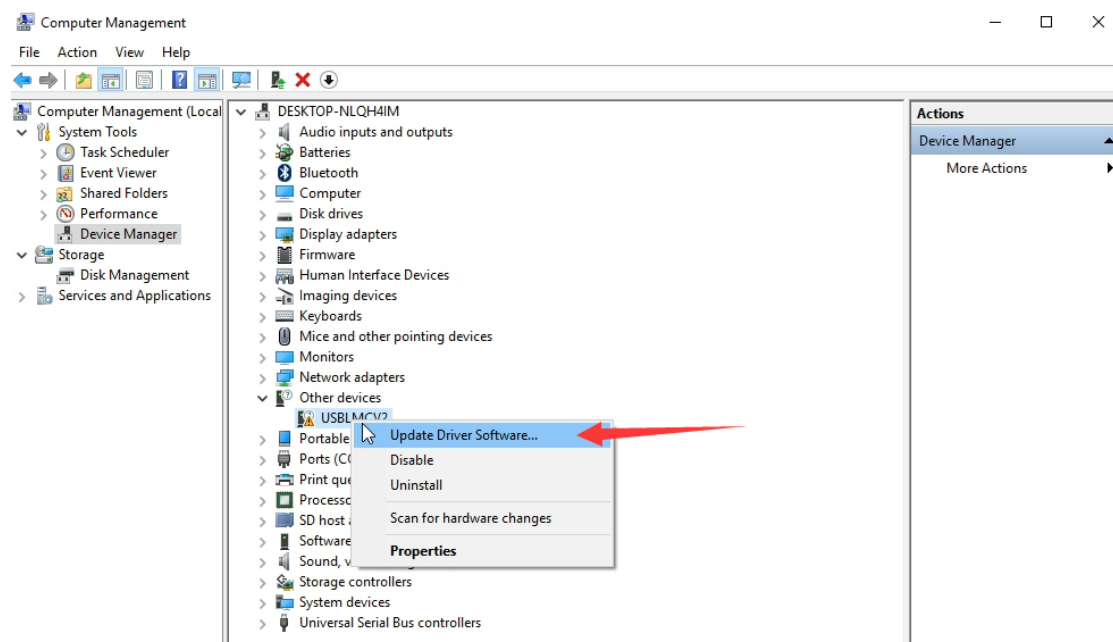 Computer Management
File Action View Help
Computer Management (Local
System Tools
Task Scheduler
Event Viewer
Shared Folders
Performance
Device Manager
Storage
Disk Management
Services and Applications
DESKTOP-NLQH4IM
Audio inputs and outputs
Batteries
Bluetooth
Computer
Disk drives
Display adapters
Firmware
Human Interface Devices
Imaging devices
Keyboards
Mice and other pointing devices
Monitors
Network adapters
Other devices
USBLMCV2
Portable
Ports (CO
Print que
Processo
SD host
Software
Sound, v
Storage controllers
System devices
Universal Serial Bus controllers
Update Driver Software...
Disable
Uninstall
Scan for hardware changes
Properties
Actions
Device Manager
More Actions